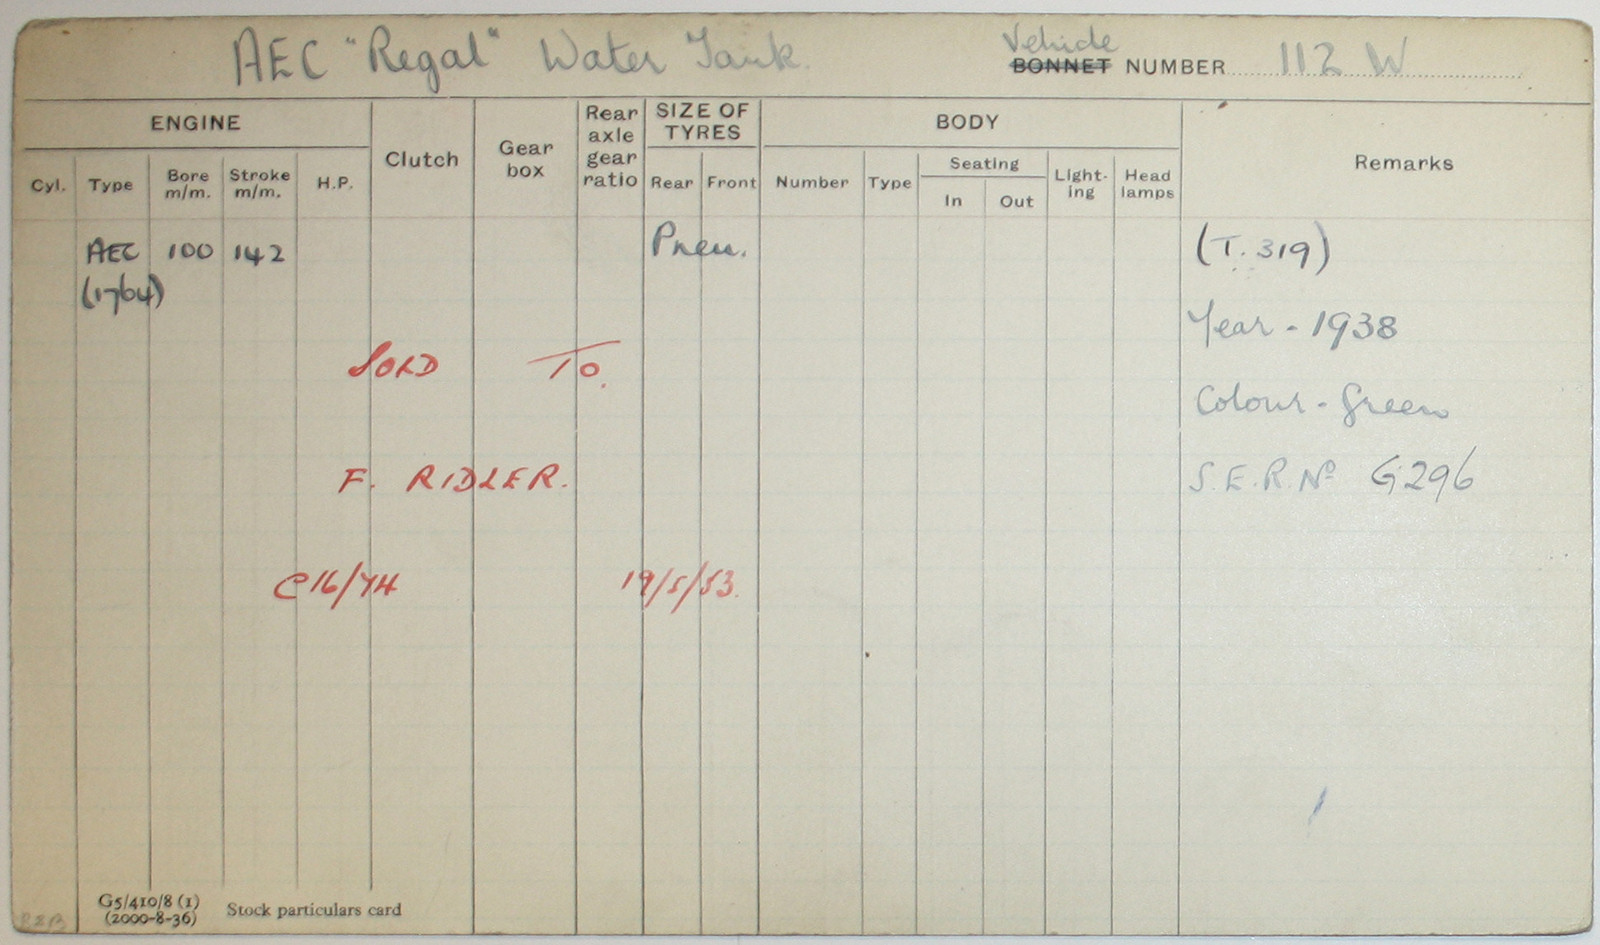 AEC "Regal" Water Tank.
Vehicle
BONNET NUMBER 112 W
ENGINE
Clutch
Gear box
Rear axle gear ratio
SIZE OF TYRES
BODY
Remarks
Cyl.
Type
Bore m/m.
Stroke m/m.
H.P.
Rear
Front
Number
Type
Seating
In
Out
Light-ing
Head lamps
AEC 100 142 Pneu. (T. 319)
(1764)
Year - 1938
SOLD TO.
Colour - Green
F. RIDLER. S.E.R. No G296
C16/74 19/5/53.
G5/410/8 (1)
(2000-8-36)
Stock particulars card